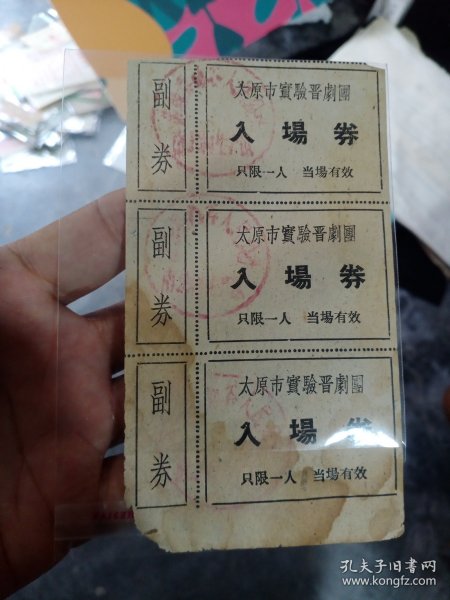 副券
太原市實驗晋劇團
入場券
只限一人 当場有效
副券
太原市實驗晋劇團
入場券
只限一人 当場有效
副券
太原市實驗晋劇團
入場券
只限一人 当場有效
孔夫子旧书网
www.kongfz.com